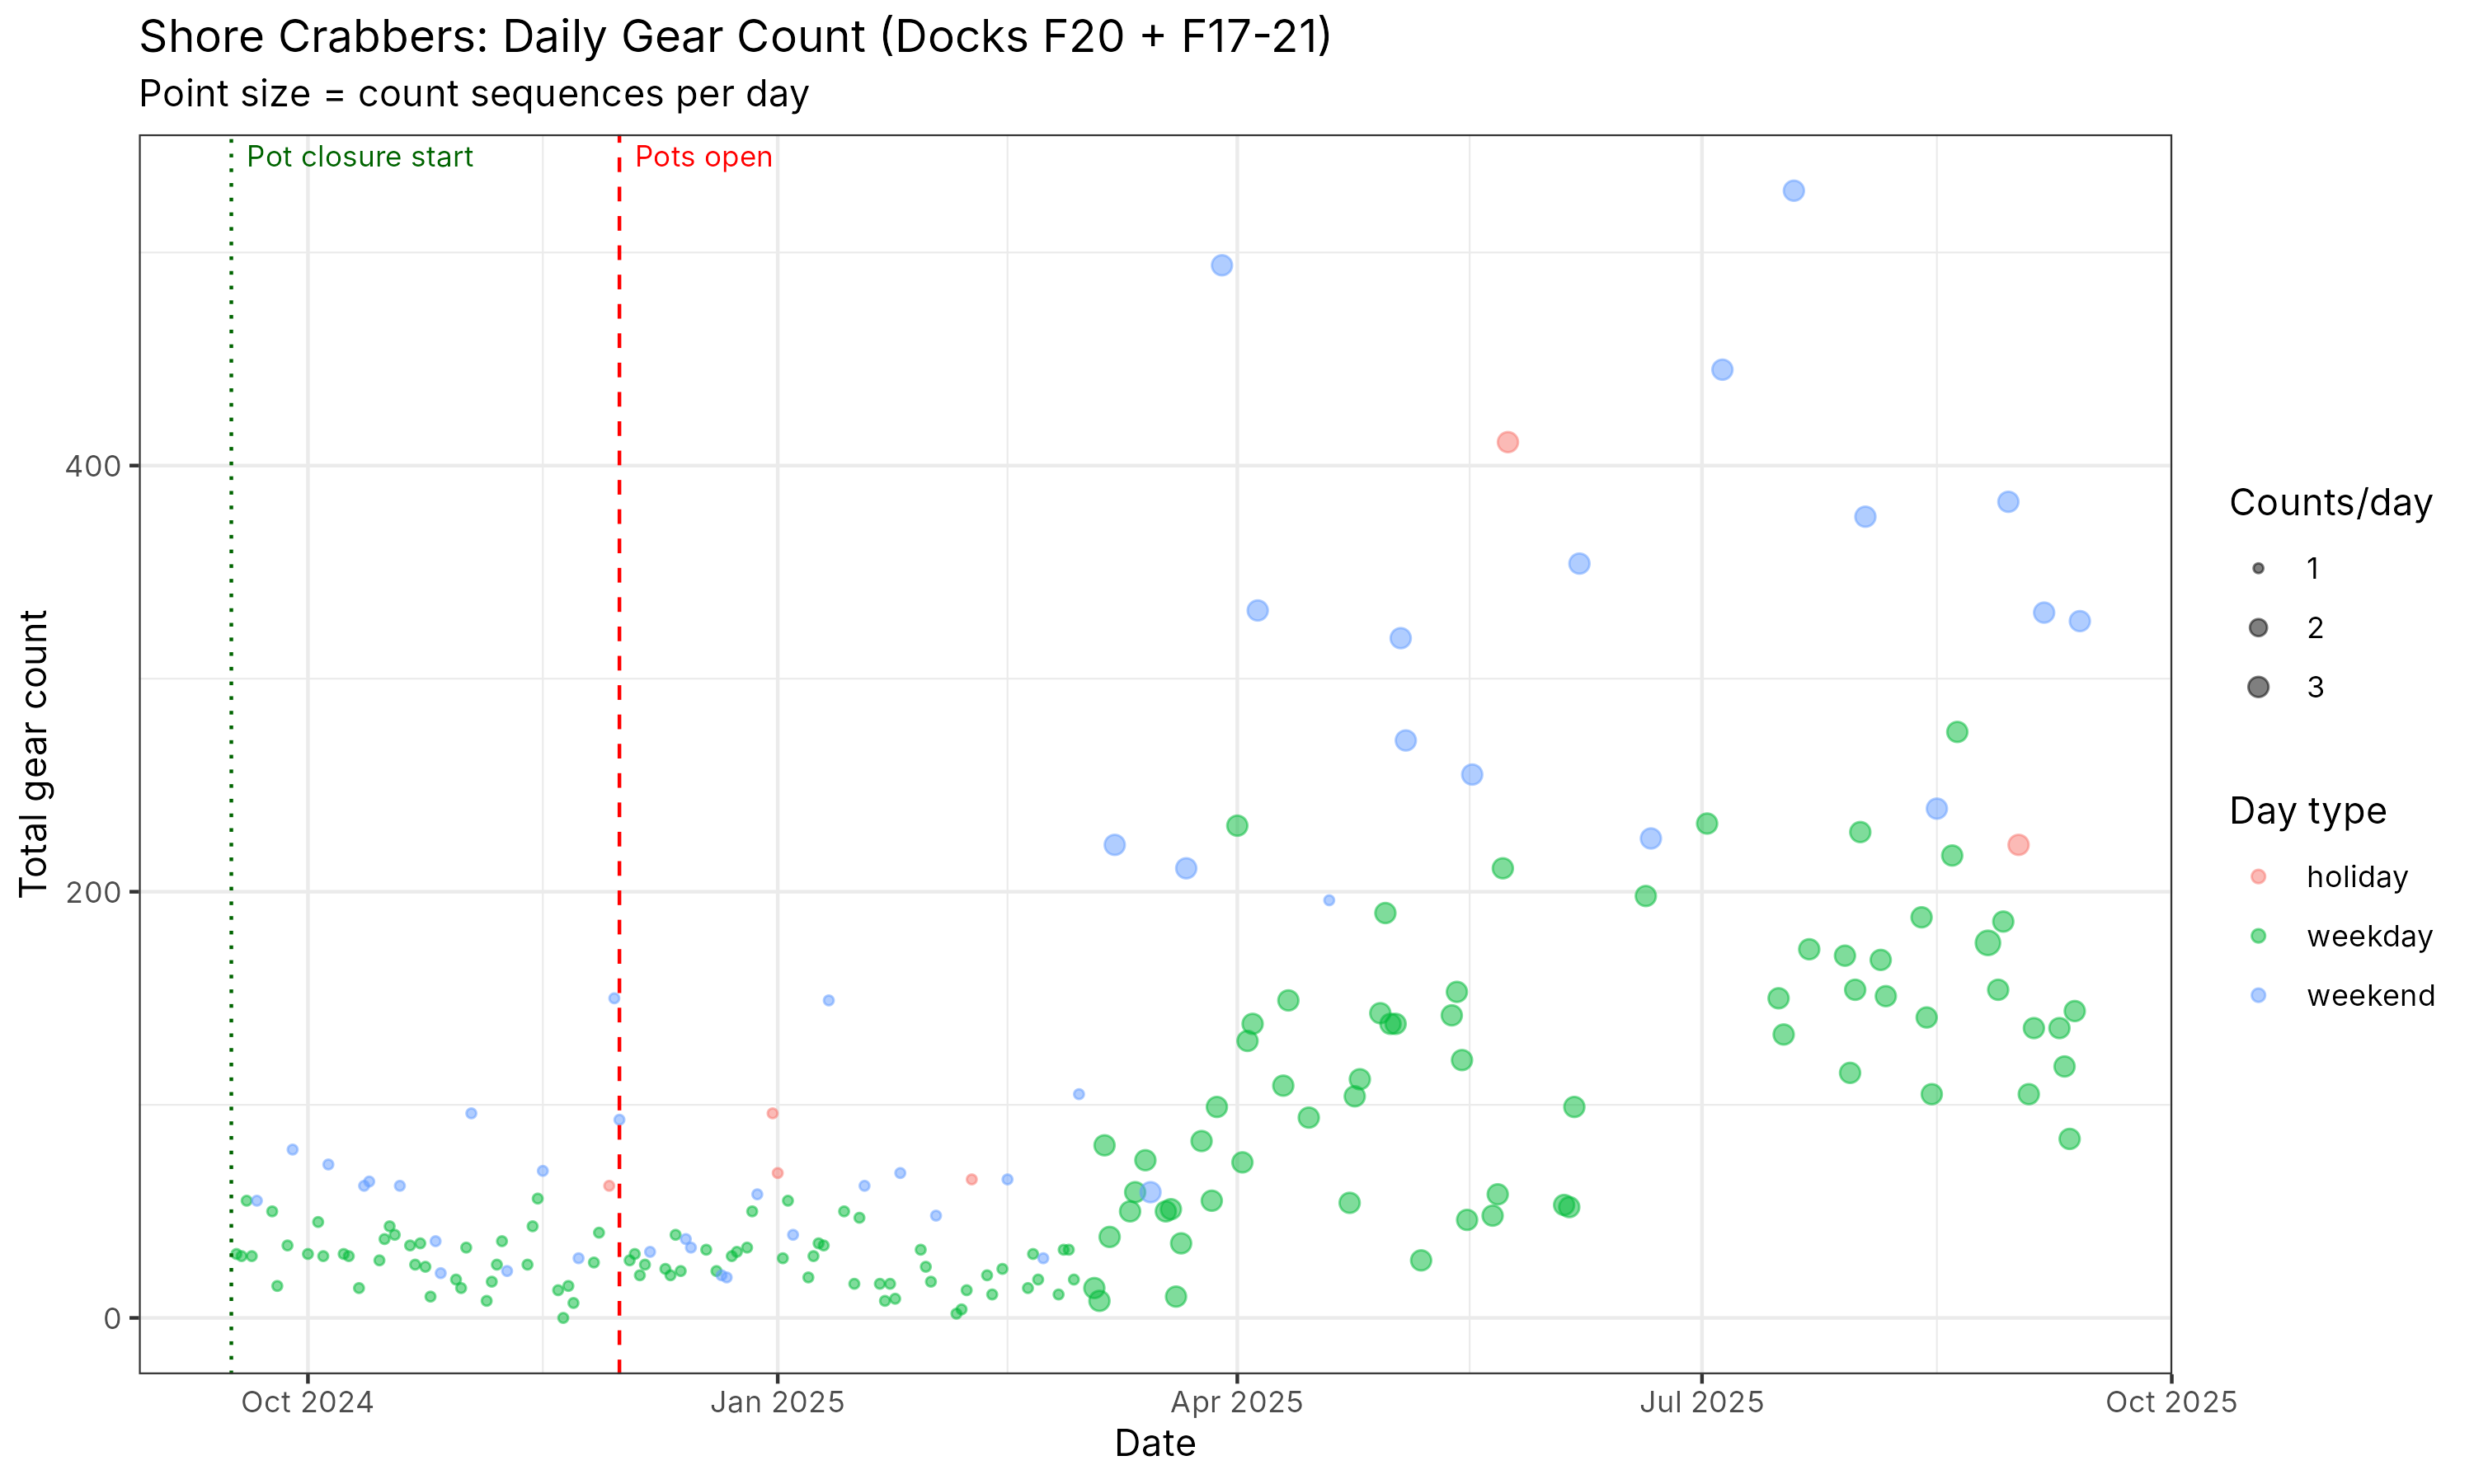 Shore Crabbers: Daily Gear Count (Docks F20 + F17-21)
Point size = count sequences per day
Pot closure start
Pots open
Total gear count
400
200
0
Oct 2024
Jan 2025
Apr 2025
Jul 2025
Oct 2025
Date
Counts/day
1
2
3
Day type
holiday
weekday
weekend